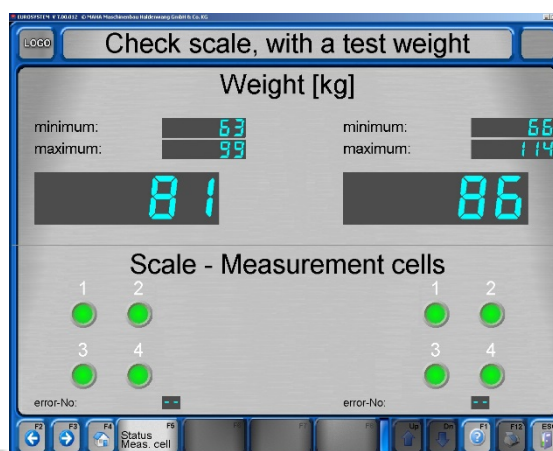 EUROSYSTEM V 7.00.012 © MAHA Maschinenbau Haldenwang GmbH & Co. KG
LOGO
Check scale, with a test weight
Weight [kg]
minimum: 63
maximum: 99
minimum: 66
maximum: 114
81
86
Scale - Measurement cells
1 2
3 4
1 2
3 4
error-No: --
error-No: --
F2 F3 F4 F5 F6 F7 F8 Up Dn F1 F12 ESC
Status
Meas. cell